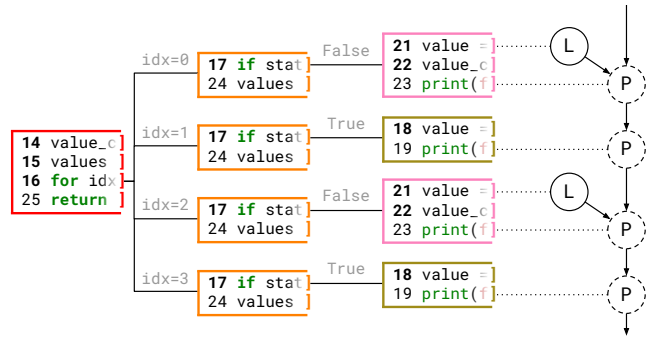 idx=0
17 if stat
24 values
False
21 value =
22 value_c
23 print(f
L
P
14 value_c
15 values
16 for idx
25 return
idx=1
17 if stat
24 values
True
18 value =
19 print(f
P
idx=2
17 if stat
24 values
False
21 value =
22 value_c
23 print(f
L
P
idx=3
17 if stat
24 values
True
18 value =
19 print(f
P